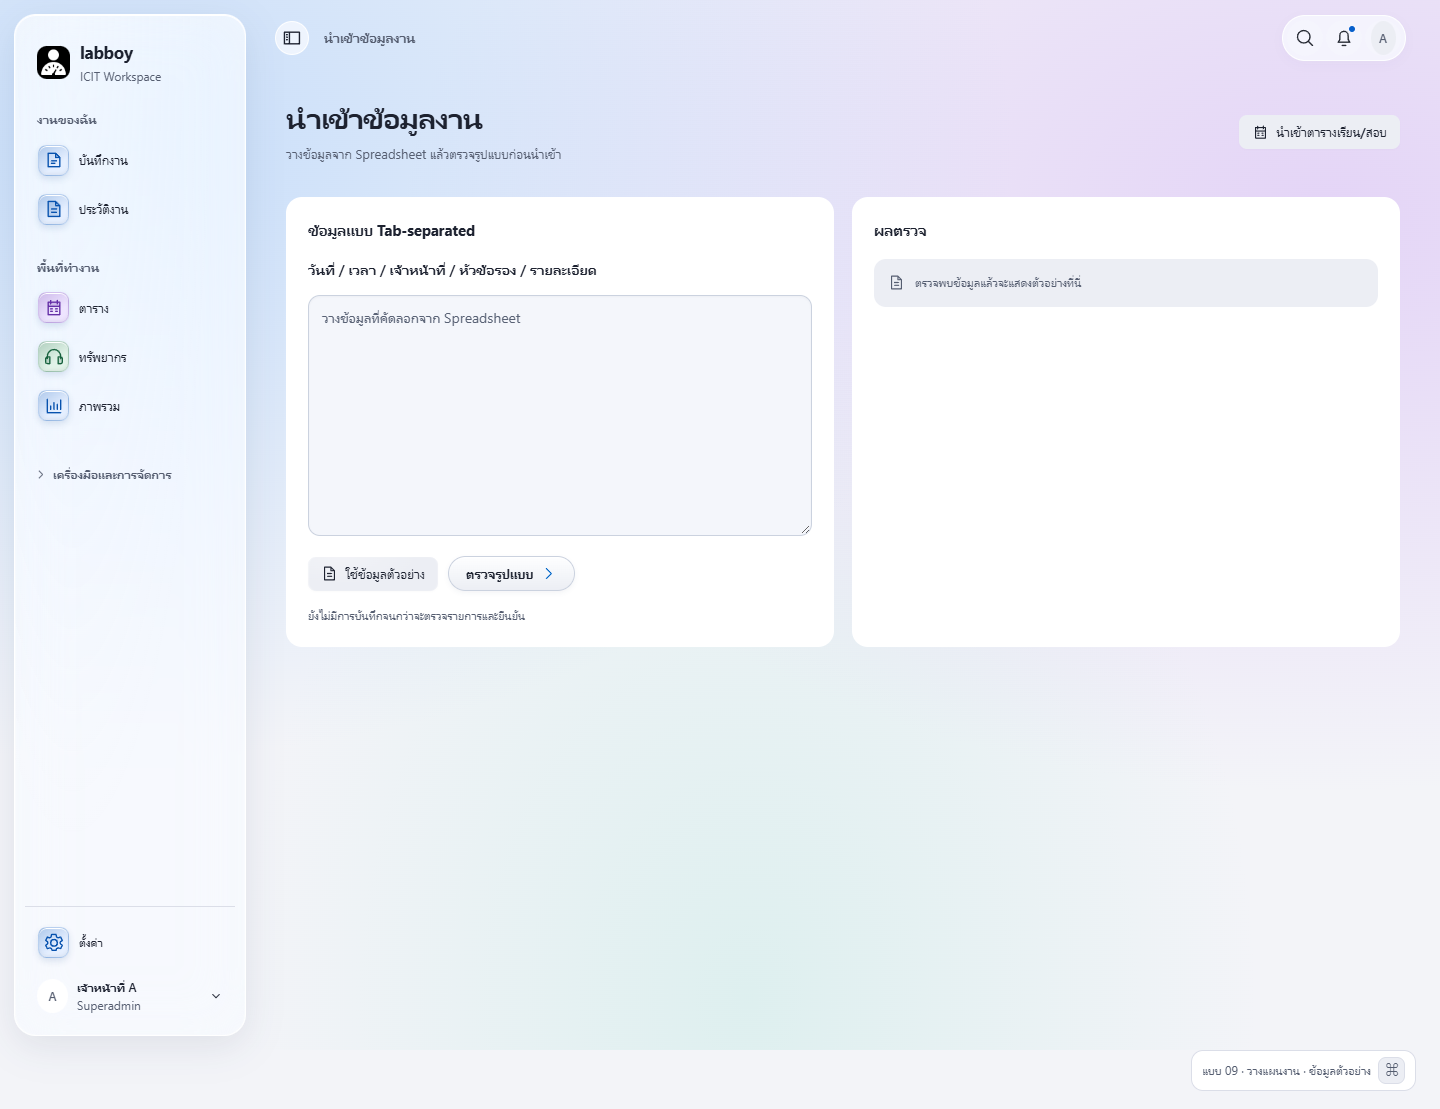 labboy
ICIT Workspace
งานของฉัน
บันทึกงาน
ประวัติงาน
พื้นที่ทำงาน
ตาราง
ทรัพยากร
ภาพรวม
เครื่องมือและการจัดการ
ตั้งค่า
A
เจ้าหน้าที่ A
Superadmin
นำเข้าข้อมูลงาน
A
นำเข้าข้อมูลงาน
วางข้อมูลจาก Spreadsheet แล้วตรวจรูปแบบก่อนนำเข้า
นำเข้าตารางเรียน/สอบ
ข้อมูลแบบ Tab-separated
วันที่ / เวลา / เจ้าหน้าที่ / หัวข้อรอง / รายละเอียด
วางข้อมูลที่คัดลอกจาก Spreadsheet
ใช้ข้อมูลตัวอย่าง
ตรวจรูปแบบ
ยังไม่มีการบันทึกจนกว่าจะตรวจรายการและยืนยัน
ผลตรวจ
ตรวจพบข้อมูลแล้วจะแสดงตัวอย่างที่นี่
แบบ 09 · วางแผนงาน · ข้อมูลตัวอย่าง ⌘